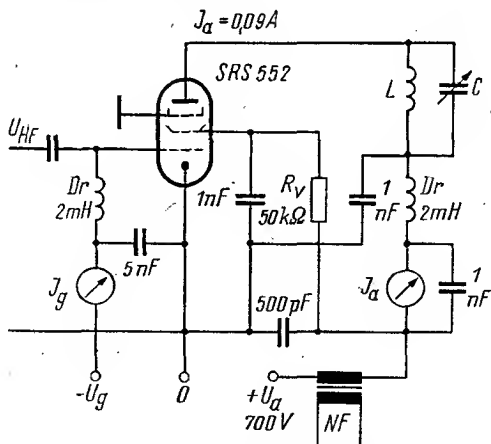 J_a = 0,09A
SRS 552
L
C
U_HF
Dr
2mH
1nF
R_v
50kΩ
1
nF
Dr
2mH
5nF
J_g
500pF
J_a
1
nF
-U_g
0
+U_a
700V
NF